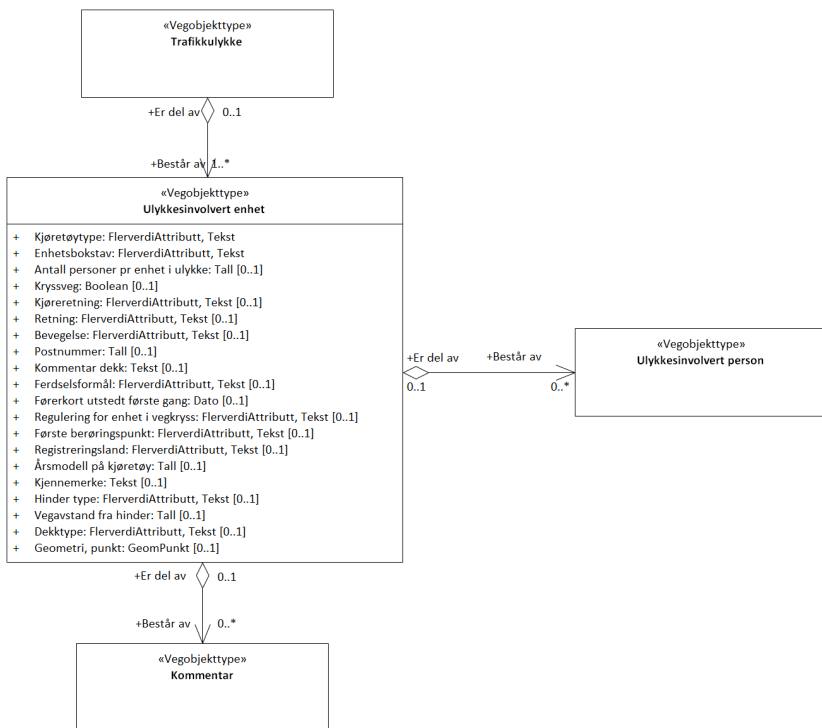 «Vegobjekttype»
Trafikkulykke
+Er del av 0..1
+Består av 1..*
«Vegobjekttype»
Ulykkesinvolvert enhet
+ Kjøretøytype: FlerverdiAttributt, Tekst
+ Enhetsbokstav: FlerverdiAttributt, Tekst
+ Antall personer pr enhet i ulykke: Tall [0..1]
+ Kryssveg: Boolean [0..1]
+ Kjøreretning: FlerverdiAttributt, Tekst [0..1]
+ Retning: FlerverdiAttributt, Tekst [0..1]
+ Bevegelse: FlerverdiAttributt, Tekst [0..1]
+ Postnummer: Tall [0..1]
+ Kommentar dekk: Tekst [0..1]
+ Ferdselsformål: FlerverdiAttributt, Tekst [0..1]
+ Førerkort utstedt første gang: Dato [0..1]
+ Regulering for enhet i vegkryss: FlerverdiAttributt, Tekst [0..1]
+ Første berøringspunkt: FlerverdiAttributt, Tekst [0..1]
+ Registreringsland: FlerverdiAttributt, Tekst [0..1]
+ Årsmodell på kjøretøy: Tall [0..1]
+ Kjennemerke: Tekst [0..1]
+ Hinder type: FlerverdiAttributt, Tekst [0..1]
+ Vegavstand fra hinder: Tall [0..1]
+ Dekktype: FlerverdiAttributt, Tekst [0..1]
+ Geometri, punkt: GeomPunkt [0..1]
+Er del av +Består av
0..1 0..*
«Vegobjekttype»
Ulykkesinvolvert person
+Er del av 0..1
+Består av 0..*
«Vegobjekttype»
Kommentar